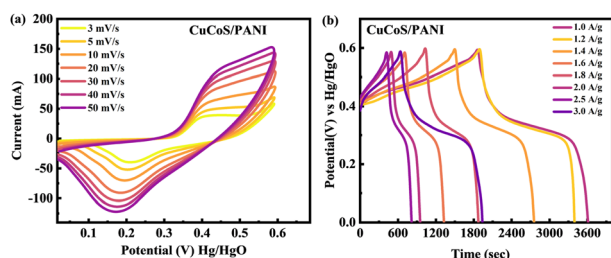 (a)
CuCoS/PANI
3 mV/s
5 mV/s
10 mV/s
20 mV/s
30 mV/s
40 mV/s
50 mV/s
Current (mA)
200
150
100
50
0
-50
-100
0.1 0.2 0.3 0.4 0.5 0.6
Potential (V) Hg/HgO
(b)
CuCoS/PANI
1.0 A/g
1.2 A/g
1.4 A/g
1.6 A/g
1.8 A/g
2.0 A/g
2.5 A/g
3.0 A/g
Potential(V) vs Hg/HgO
0.8
0.6
0.4
0.2
0.0
0 600 1200 1800 2400 3000 3600
Time (sec)